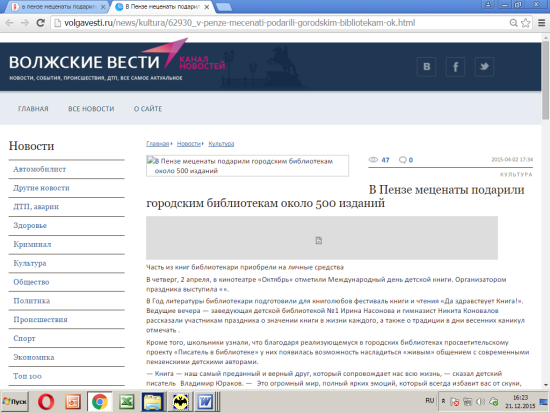 в пензе меценаты подарил
В Пензе меценаты подарил
volgavesti.ru/news/kultura/62930_v-penze-mecenati-podarili-gorodskim-bibliotekam-ok.html
ВОЛЖСКИЕ ВЕСТИ
КАНАЛ
НОВОСТЕЙ
НОВОСТИ, СОБЫТИЯ, ПРОИСШЕСТВИЯ, ДТП, ВСЕ САМОЕ АКТУАЛЬНОЕ
ГЛАВНАЯ ВСЕ НОВОСТИ О САЙТЕ
Новости
Автомобилист
Другие новости
ДТП, аварии
Здоровье
Криминал
Культура
Общество
Политика
Происшествия
Спорт
Экономика
Топ 100
Главная Новости Культура
В Пензе меценаты подарили городским библиотекам
около 500 изданий
47 0 2015-04-02 17:34
КУЛЬТУРА
В Пензе меценаты подарили
городским библиотекам около 500 изданий
Часть из книг библиотекари приобрели на личные средства
В четверг, 2 апреля, в кинотеатре «Октябрь» отметили Международный день детской книги. Организатором
праздника выступила «».
В Год литературы библиотекари подготовили для книголюбов фестиваль книги и чтения «Да здравствует Книга!».
Ведущие вечера — заведующая детской библиотекой №1 Ирина Насонова и гимназист Никита Коновалов
рассказали участникам праздника о значении книги в жизни каждого, а также о традиции в дни весенних каникул
отмечать .
Кроме того, школьники узнали, что благодаря реализующемуся в городских библиотеках просветительскому
проекту «Писатель в библиотеке» у них появилась возможность насладиться «живым» общением с современными
пензенскими детскими авторами.
— Книга — наш самый преданный и верный друг, который сопровождает нас всю жизнь, — сказал детский
писатель Владимир Юраков. — Это огромный мир, полный ярких эмоций, который всегда избавит вас от скуки,
RU
16:23
21.12.2015